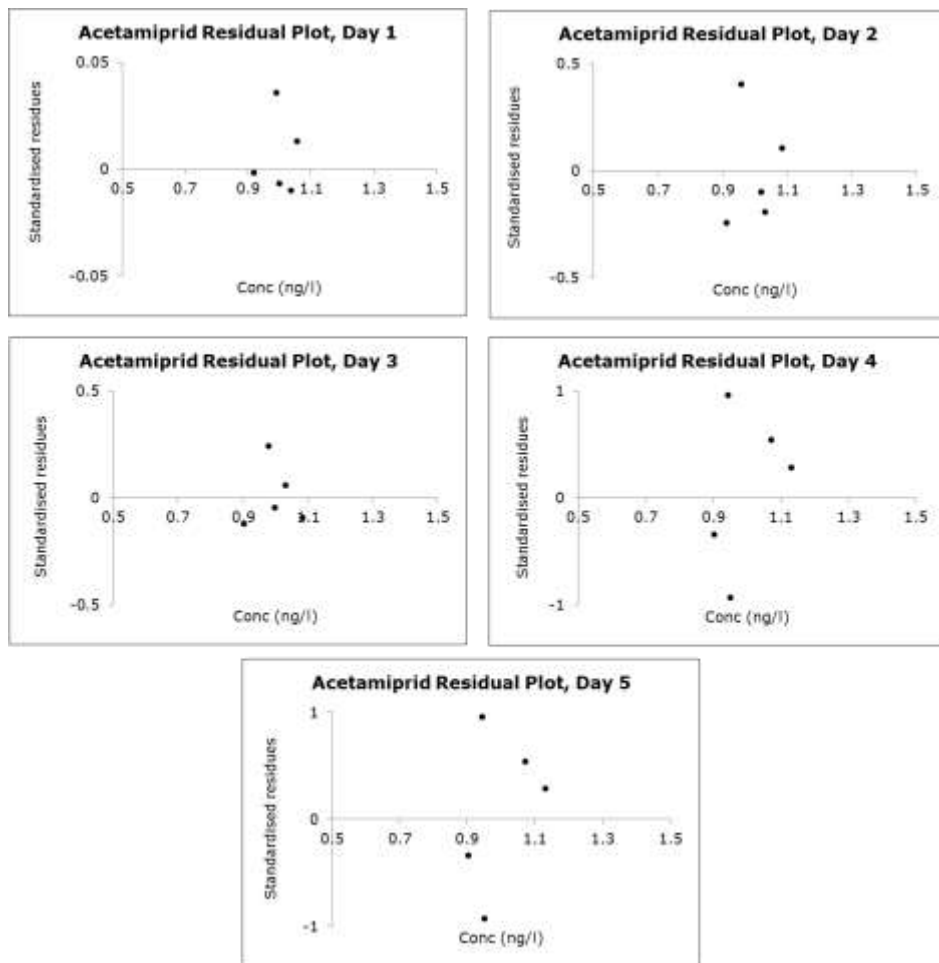 Acetamiprid Residual Plot, Day 1
Standardised residues
0.05
0
-0.05
0.5 0.7 0.9 1.1 1.3 1.5
Conc (ng/l)
Acetamiprid Residual Plot, Day 2
Standardised residues
0.5
0
-0.5
0.5 0.7 0.9 1.1 1.3 1.5
Conc (ng/l)
Acetamiprid Residual Plot, Day 3
Standardised residues
0.5
0
-0.5
0.5 0.7 0.9 1.1 1.3 1.5
Conc (ng/l)
Acetamiprid Residual Plot, Day 4
Standardised residues
1
0
-1
0.5 0.7 0.9 1.1 1.3 1.5
Conc (ng/l)
Acetamiprid Residual Plot, Day 5
Standardised residues
1
0
-1
0.5 0.7 0.9 1.1 1.3 1.5
Conc (ng/l)